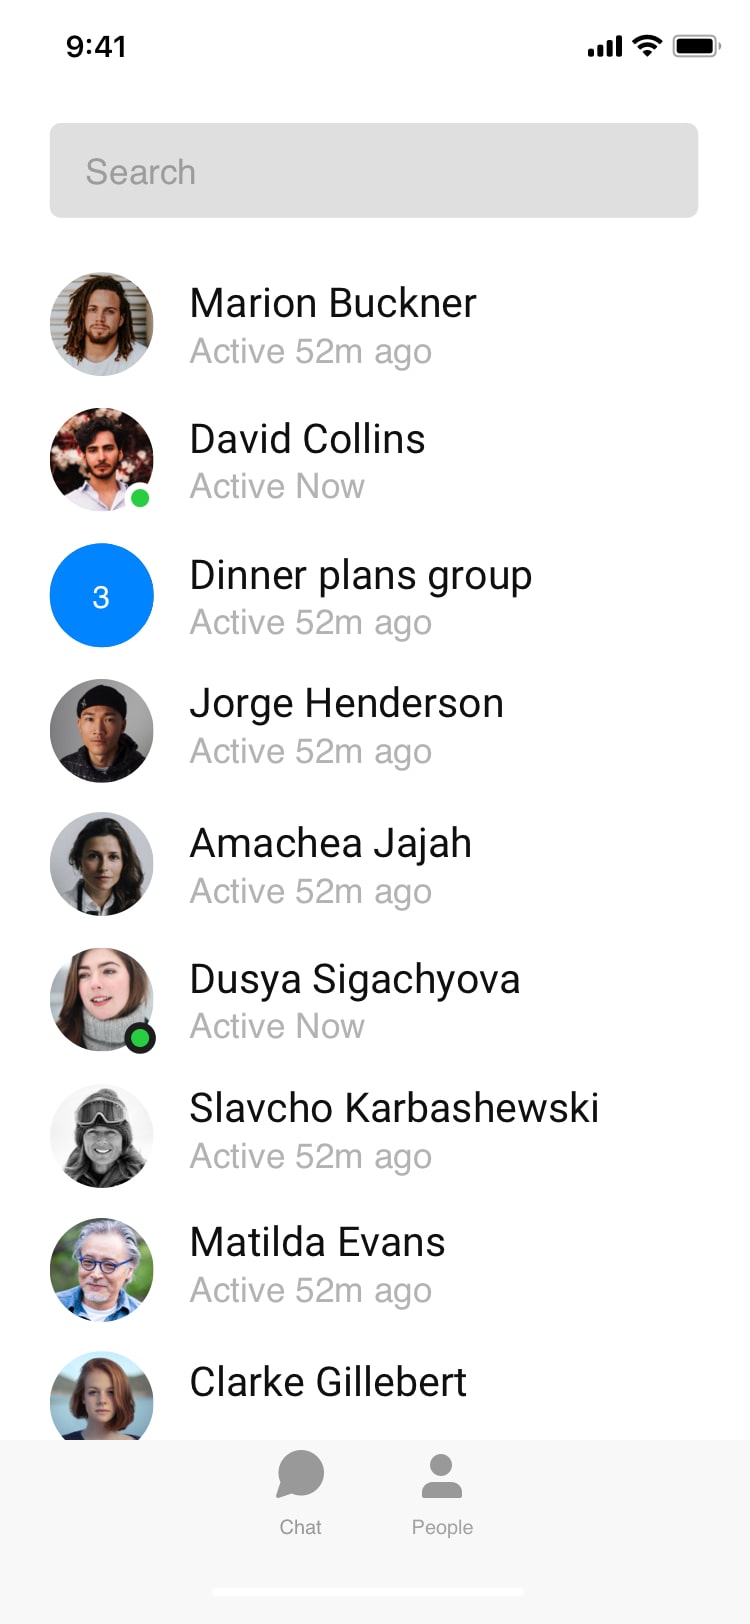 9:41
Search
Marion Buckner
Active 52m ago
David Collins
Active Now
3
Dinner plans group
Active 52m ago
Jorge Henderson
Active 52m ago
Amachea Jajah
Active 52m ago
Dusya Sigachyova
Active Now
Slavcho Karbashewski
Active 52m ago
Matilda Evans
Active 52m ago
Clarke Gillebert
Chat
People